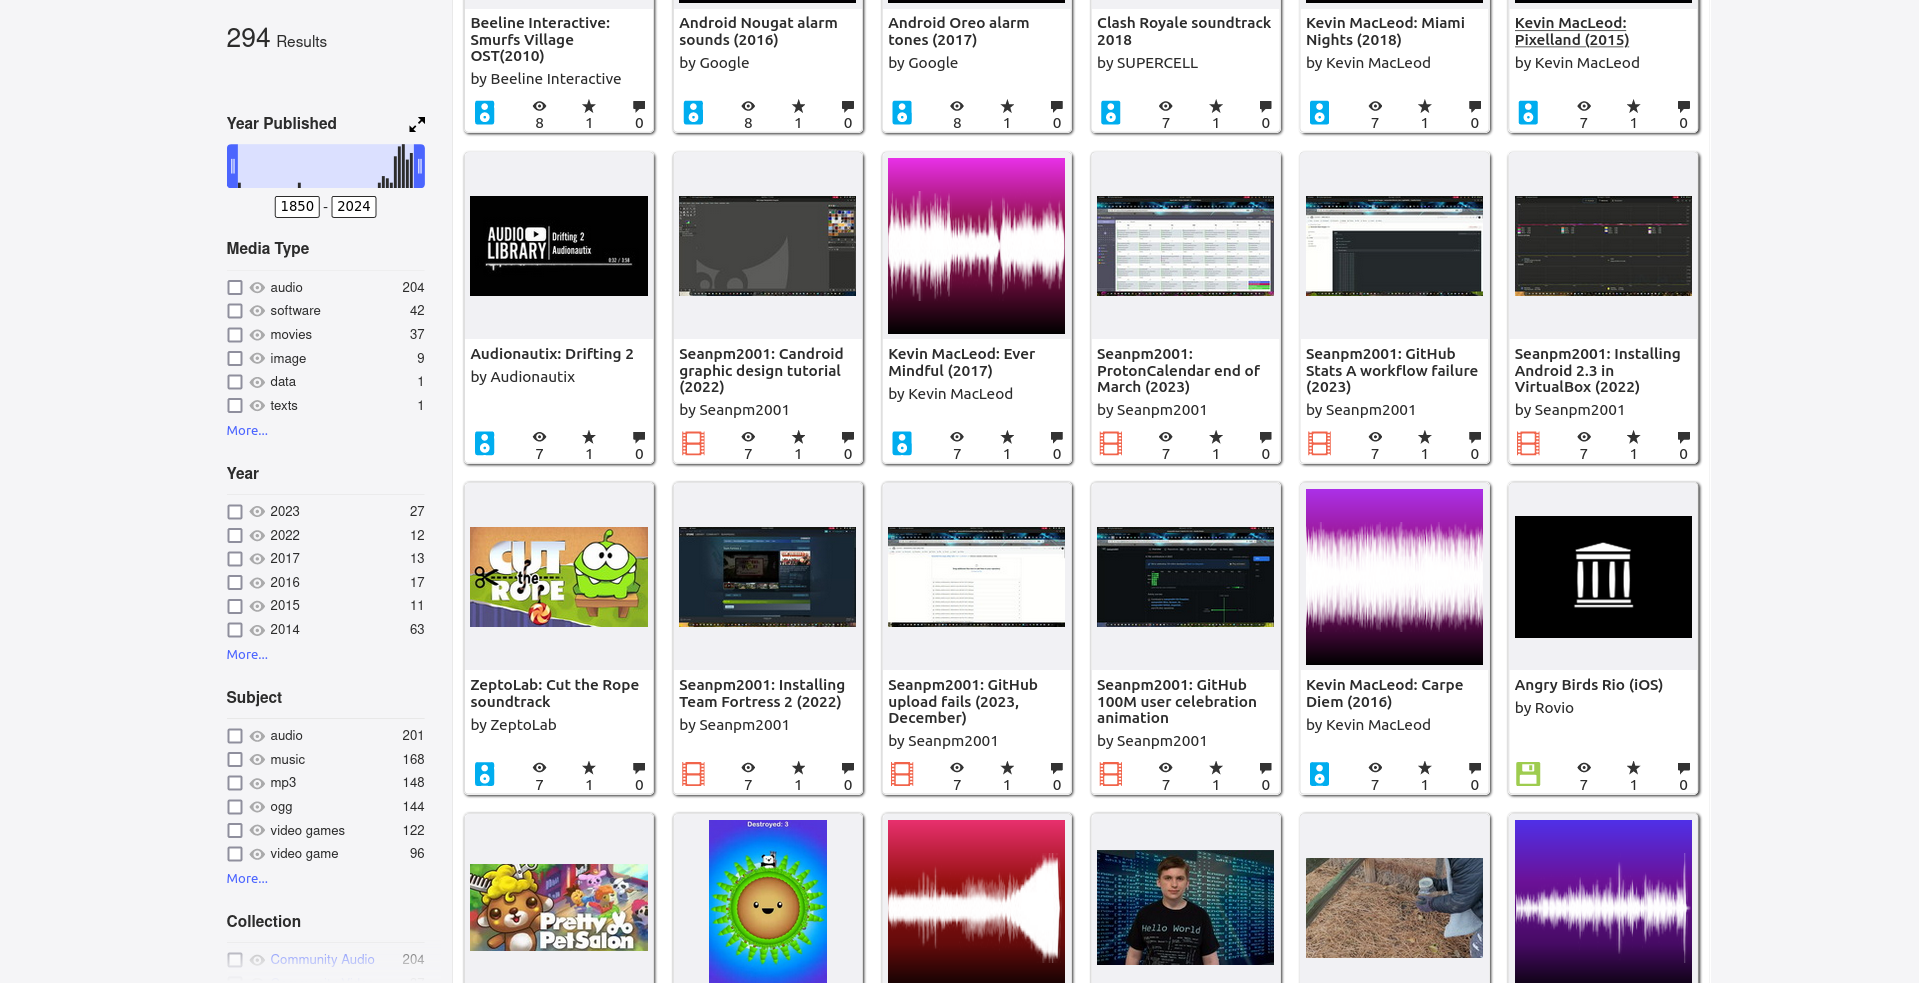 294 Results
Year Published
1850 - 2024
Media Type
audio 204
software 42
movies 37
image 9
data 1
texts 1
More...
Year
2023 27
2022 12
2017 13
2016 17
2015 11
2014 63
More...
Subject
audio 201
music 168
mp3 148
ogg 144
video games 122
video game 96
More...
Collection
Community Audio 204
Beeline Interactive:
Smurfs Village
OST(2010)
by Beeline Interactive
8 1 0
Android Nougat alarm
sounds (2016)
by Google
8 1 0
Android Oreo alarm
tones (2017)
by Google
8 1 0
Clash Royale soundtrack
2018
by SUPERCELL
7 1 0
Kevin MacLeod: Miami
Nights (2018)
by Kevin MacLeod
7 1 0
Kevin MacLeod:
Pixelland (2015)
by Kevin MacLeod
7 1 0
AUDIO
LIBRARY
Drifting 2
Audionautix
0:32 / 3:58
Audionautix: Drifting 2
by Audionautix
7 1 0
Seanpm2001: Candroid
graphic design tutorial
(2022)
by Seanpm2001
7 1 0
Kevin MacLeod: Ever
Mindful (2017)
by Kevin MacLeod
7 1 0
Seanpm2001:
ProtonCalendar end of
March (2023)
by Seanpm2001
7 1 0
Seanpm2001: GitHub
Stats A workflow failure
(2023)
by Seanpm2001
7 1 0
Seanpm2001: Installing
Android 2.3 in
VirtualBox (2022)
by Seanpm2001
7 1 0
CUT
the
ROPE
ZeptoLab: Cut the Rope
soundtrack
by ZeptoLab
7 1 0
Seanpm2001: Installing
Team Fortress 2 (2022)
by Seanpm2001
7 1 0
Seanpm2001: GitHub
upload fails (2023,
December)
by Seanpm2001
7 1 0
Seanpm2001: GitHub
100M user celebration
animation
by Seanpm2001
7 1 0
Kevin MacLeod: Carpe
Diem (2016)
by Kevin MacLeod
7 1 0
Angry Birds Rio (iOS)
by Rovio
7 1 0
Pretty
Pet Salon
Destroyed: 3
Hello World